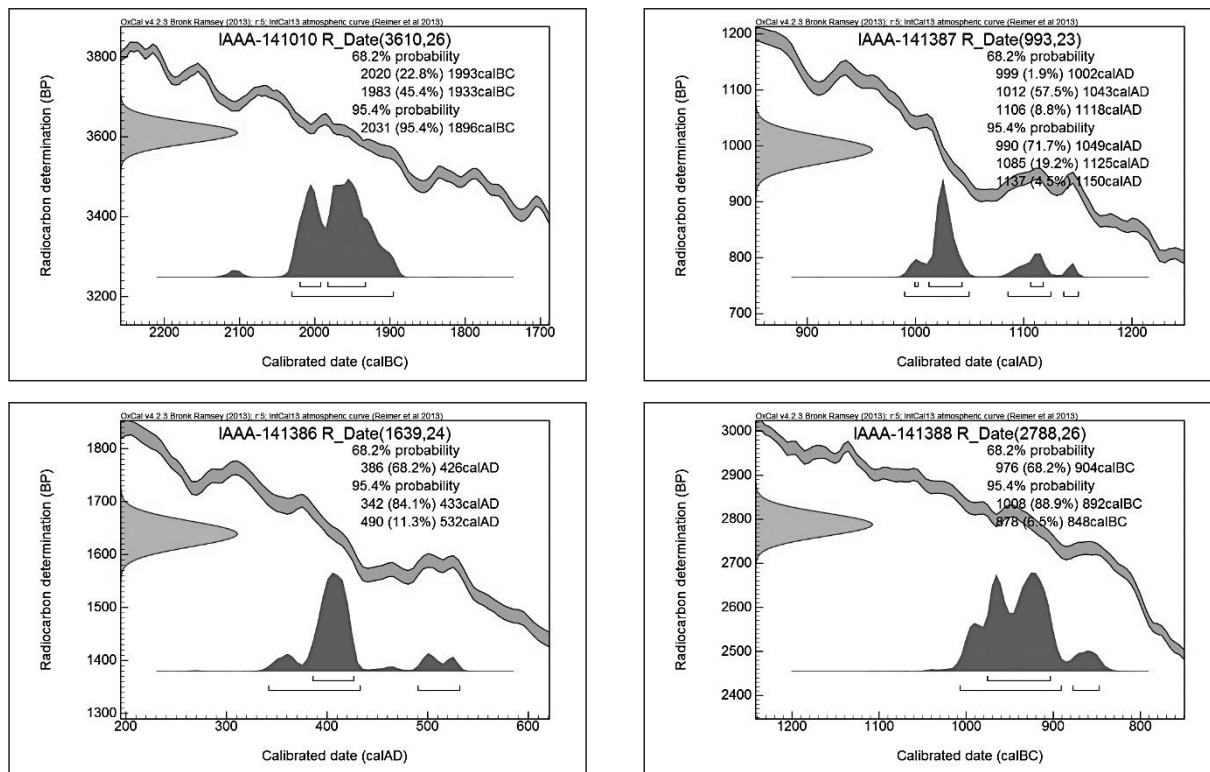 OxCal v4.2.3 Bronk Ramsey (2013); r:5; IntCal13 atmospheric curve (Reimer et al 2013)
IAAA-141010 R_Date(3610,26)
68.2% probability
2020 (22.8%) 1993calBC
1983 (45.4%) 1933calBC
95.4% probability
2031 (95.4%) 1896calBC
Radiocarbon determination (BP)
3800
3600
3400
3200
2200 2100 2000 1900 1800 1700
Calibrated date (calBC)
OxCal v4.2.3 Bronk Ramsey (2013); r:5; IntCal13 atmospheric curve (Reimer et al 2013)
IAAA-141387 R_Date(993,23)
68.2% probability
999 (1.9%) 1002calAD
1012 (57.5%) 1043calAD
1106 (8.8%) 1118calAD
95.4% probability
990 (71.7%) 1049calAD
1085 (19.2%) 1125calAD
1137 (4.5%) 1150calAD
Radiocarbon determination (BP)
1200
1100
1000
900
800
700
900 1000 1100 1200
Calibrated date (calAD)
OxCal v4.2.3 Bronk Ramsey (2013); r:5; IntCal13 atmospheric curve (Reimer et al 2013)
IAAA-141386 R_Date(1639,24)
68.2% probability
386 (68.2%) 426calAD
95.4% probability
342 (84.1%) 433calAD
490 (11.3%) 532calAD
Radiocarbon determination (BP)
1800
1700
1600
1500
1400
1300
200 300 400 500 600
Calibrated date (calAD)
OxCal v4.2.3 Bronk Ramsey (2013); r:5; IntCal13 atmospheric curve (Reimer et al 2013)
IAAA-141388 R_Date(2788,26)
68.2% probability
976 (68.2%) 904calBC
95.4% probability
1008 (88.9%) 892calBC
878 (6.5%) 848calBC
Radiocarbon determination (BP)
3000
2900
2800
2700
2600
2500
2400
1200 1100 1000 900 800
Calibrated date (calBC)